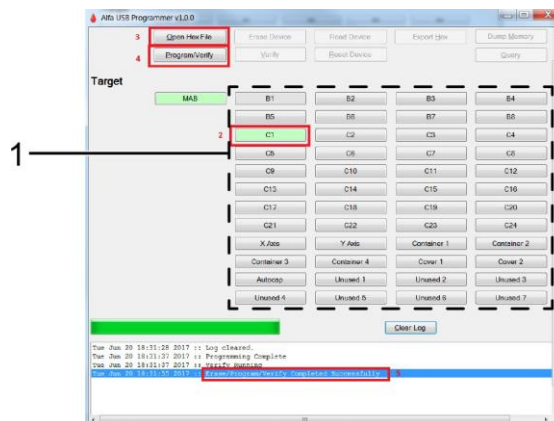 Alfa USB Programmer v1.0.0
3 Open Hex File Erase Device Read Device Export Hex Dump Memory
4 Program/Verify Verify Reset Device Query
Target
MAB B1 B2 B3 B4
B5 B6 B7 B8
2 C1 C2 C3 C4
1
C5 C6 C7 C8
C9 C10 C11 C12
C13 C14 C15 C16
C17 C18 C19 C20
C21 C22 C23 C24
X Axis Y Axis Container 1 Container 2
Container 3 Container 4 Cover 1 Cover 2
Autocap Unused 1 Unused 2 Unused 3
Unused 4 Unused 5 Unused 6 Unused 7
Clear Log
Tue Jun 20 18:31:28 2017 :: Log cleared.
Tue Jun 20 18:31:37 2017 :: Programming Complete
Tue Jun 20 18:31:37 2017 :: Verify Running
Tue Jun 20 18:31:55 2017 :: Erase/Program/Verify Completed Successfully 5